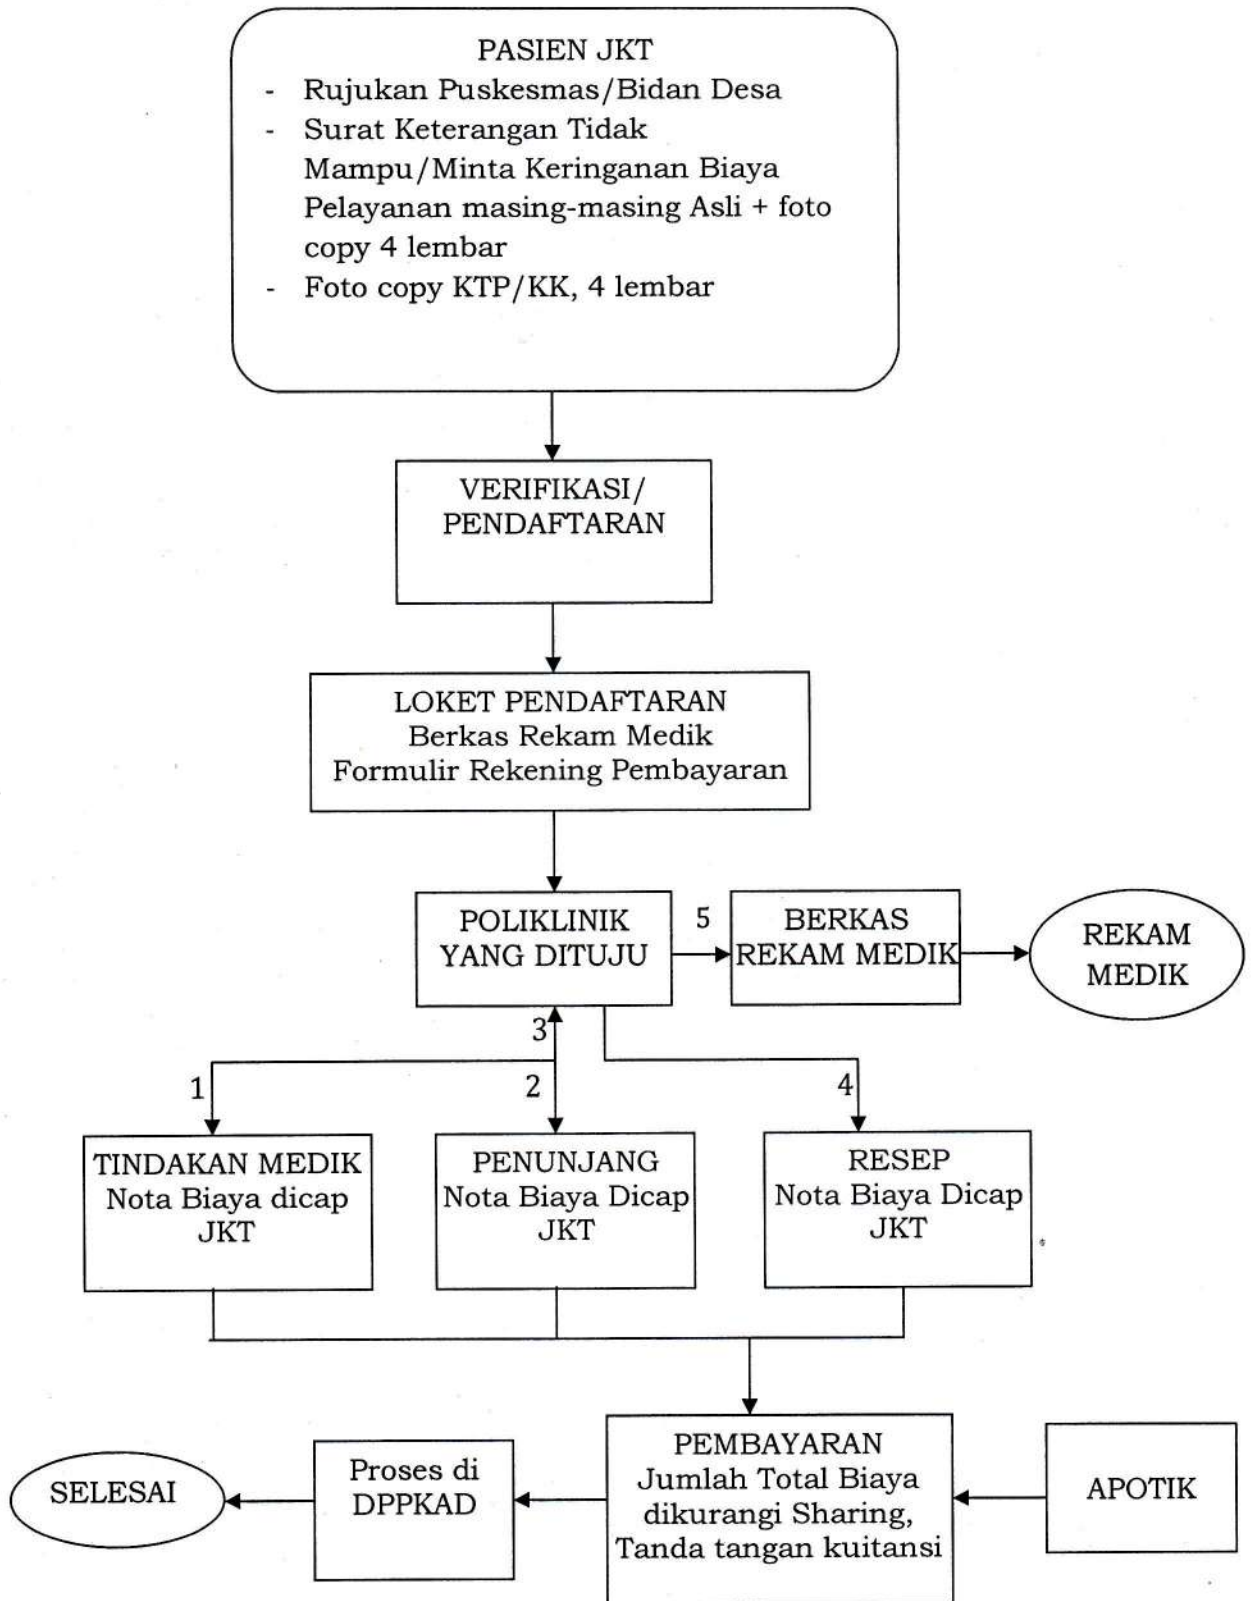 PASIEN JKT
- Rujukan Puskesmas/Bidan Desa
- Surat Keterangan Tidak
Mampu/Minta Keringanan Biaya
Pelayanan masing-masing Asli + foto
copy 4 lembar
- Foto copy KTP/KK, 4 lembar
VERIFIKASI/
PENDAFTARAN
LOKET PENDAFTARAN
Berkas Rekam Medik
Formulir Rekening Pembayaran
POLIKLINIK
YANG DITUJU
5
BERKAS
REKAM MEDIK
REKAM
MEDIK
3
1
2
4
TINDAKAN MEDIK
Nota Biaya dicap
JKT
PENUNJANG
Nota Biaya Dicap
JKT
RESEP
Nota Biaya Dicap
JKT
SELESAI
Proses di
DPPKAD
PEMBAYARAN
Jumlah Total Biaya
dikurangi Sharing,
Tanda tangan kuitansi
APOTIK